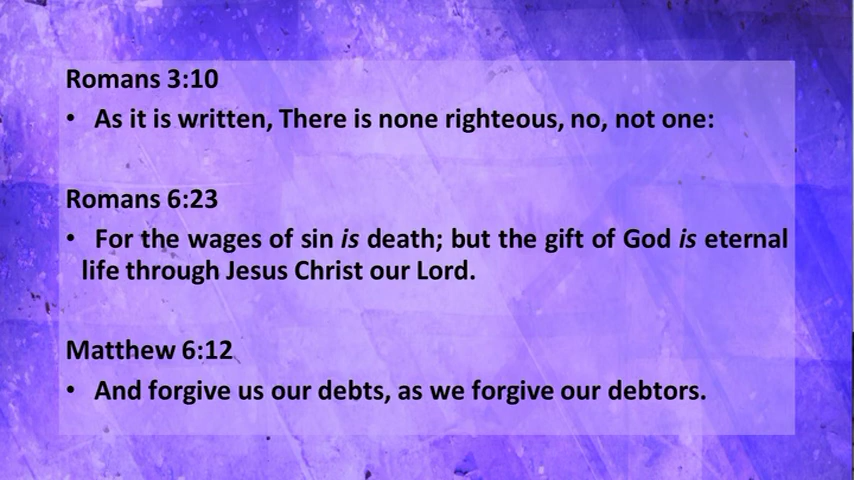 Romans 3:10
• As it is written, There is none righteous, no, not one:
Romans 6:23
• For the wages of sin is death; but the gift of God is eternal
life through Jesus Christ our Lord.
Matthew 6:12
• And forgive us our debts, as we forgive our debtors.